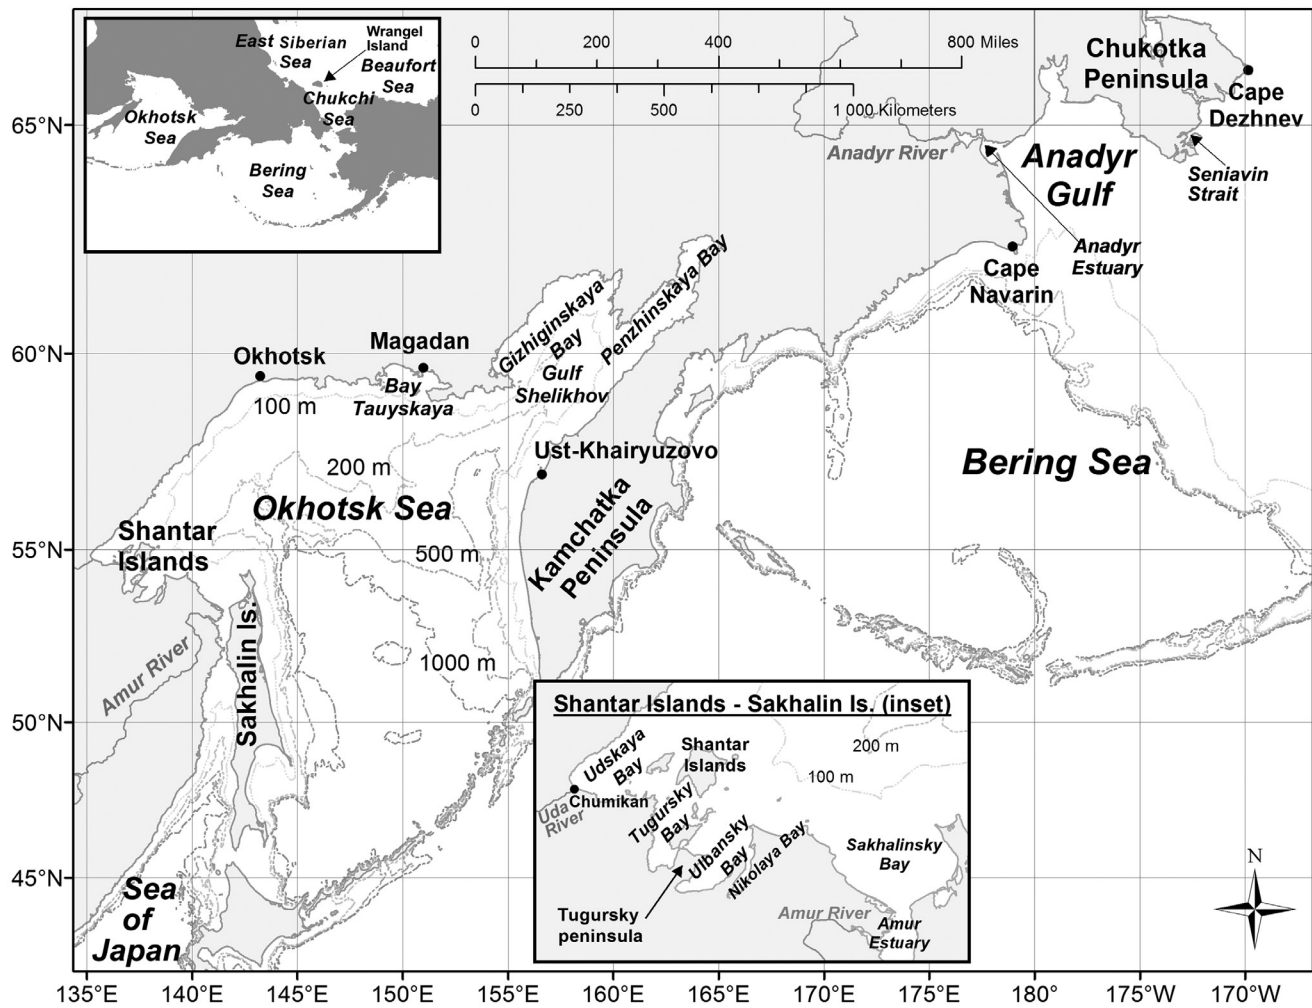 East Siberian
Sea
Wrangel
Island
Beaufort
Sea
Chukchi
Sea
Okhotsk
Sea
Bering
Sea
0 200 400 800 Miles
0 250 500 1 000 Kilometers
Chukotka
Peninsula
Cape
Dezhnev
Anadyr River
Anadyr
Gulf
Seniavin
Strait
Anadyr
Estuary
Cape
Navarin
65°N
60°N
55°N
50°N
45°N
Okhotsk
Magadan
Bay
Tauyskaya
Gizhiginskaya
Bay
Penzhinskaya Bay
Gulf
Shelikhov
100 m
200 m
500 m
1000 m
Ust-Khairyuzovo
Okhotsk Sea
Bering Sea
Kamchatka
Peninsula
Shantar
Islands
Sakhalin Is.
Amur River
Sea
of
Japan
Shantar Islands - Sakhalin Is. (inset)
Udskaya
Bay
Shantar
Islands
200 m
100 m
Chumikan
Uda
River
Tugursky
Bay
Ulbansky
Bay
Nikolaya Bay
Sakhalinsky
Bay
Tugursky
peninsula
Amur River
Amur
Estuary
N
135°E 140°E 145°E 150°E 155°E 160°E 165°E 170°E 175°E 180° 175°W 170°W